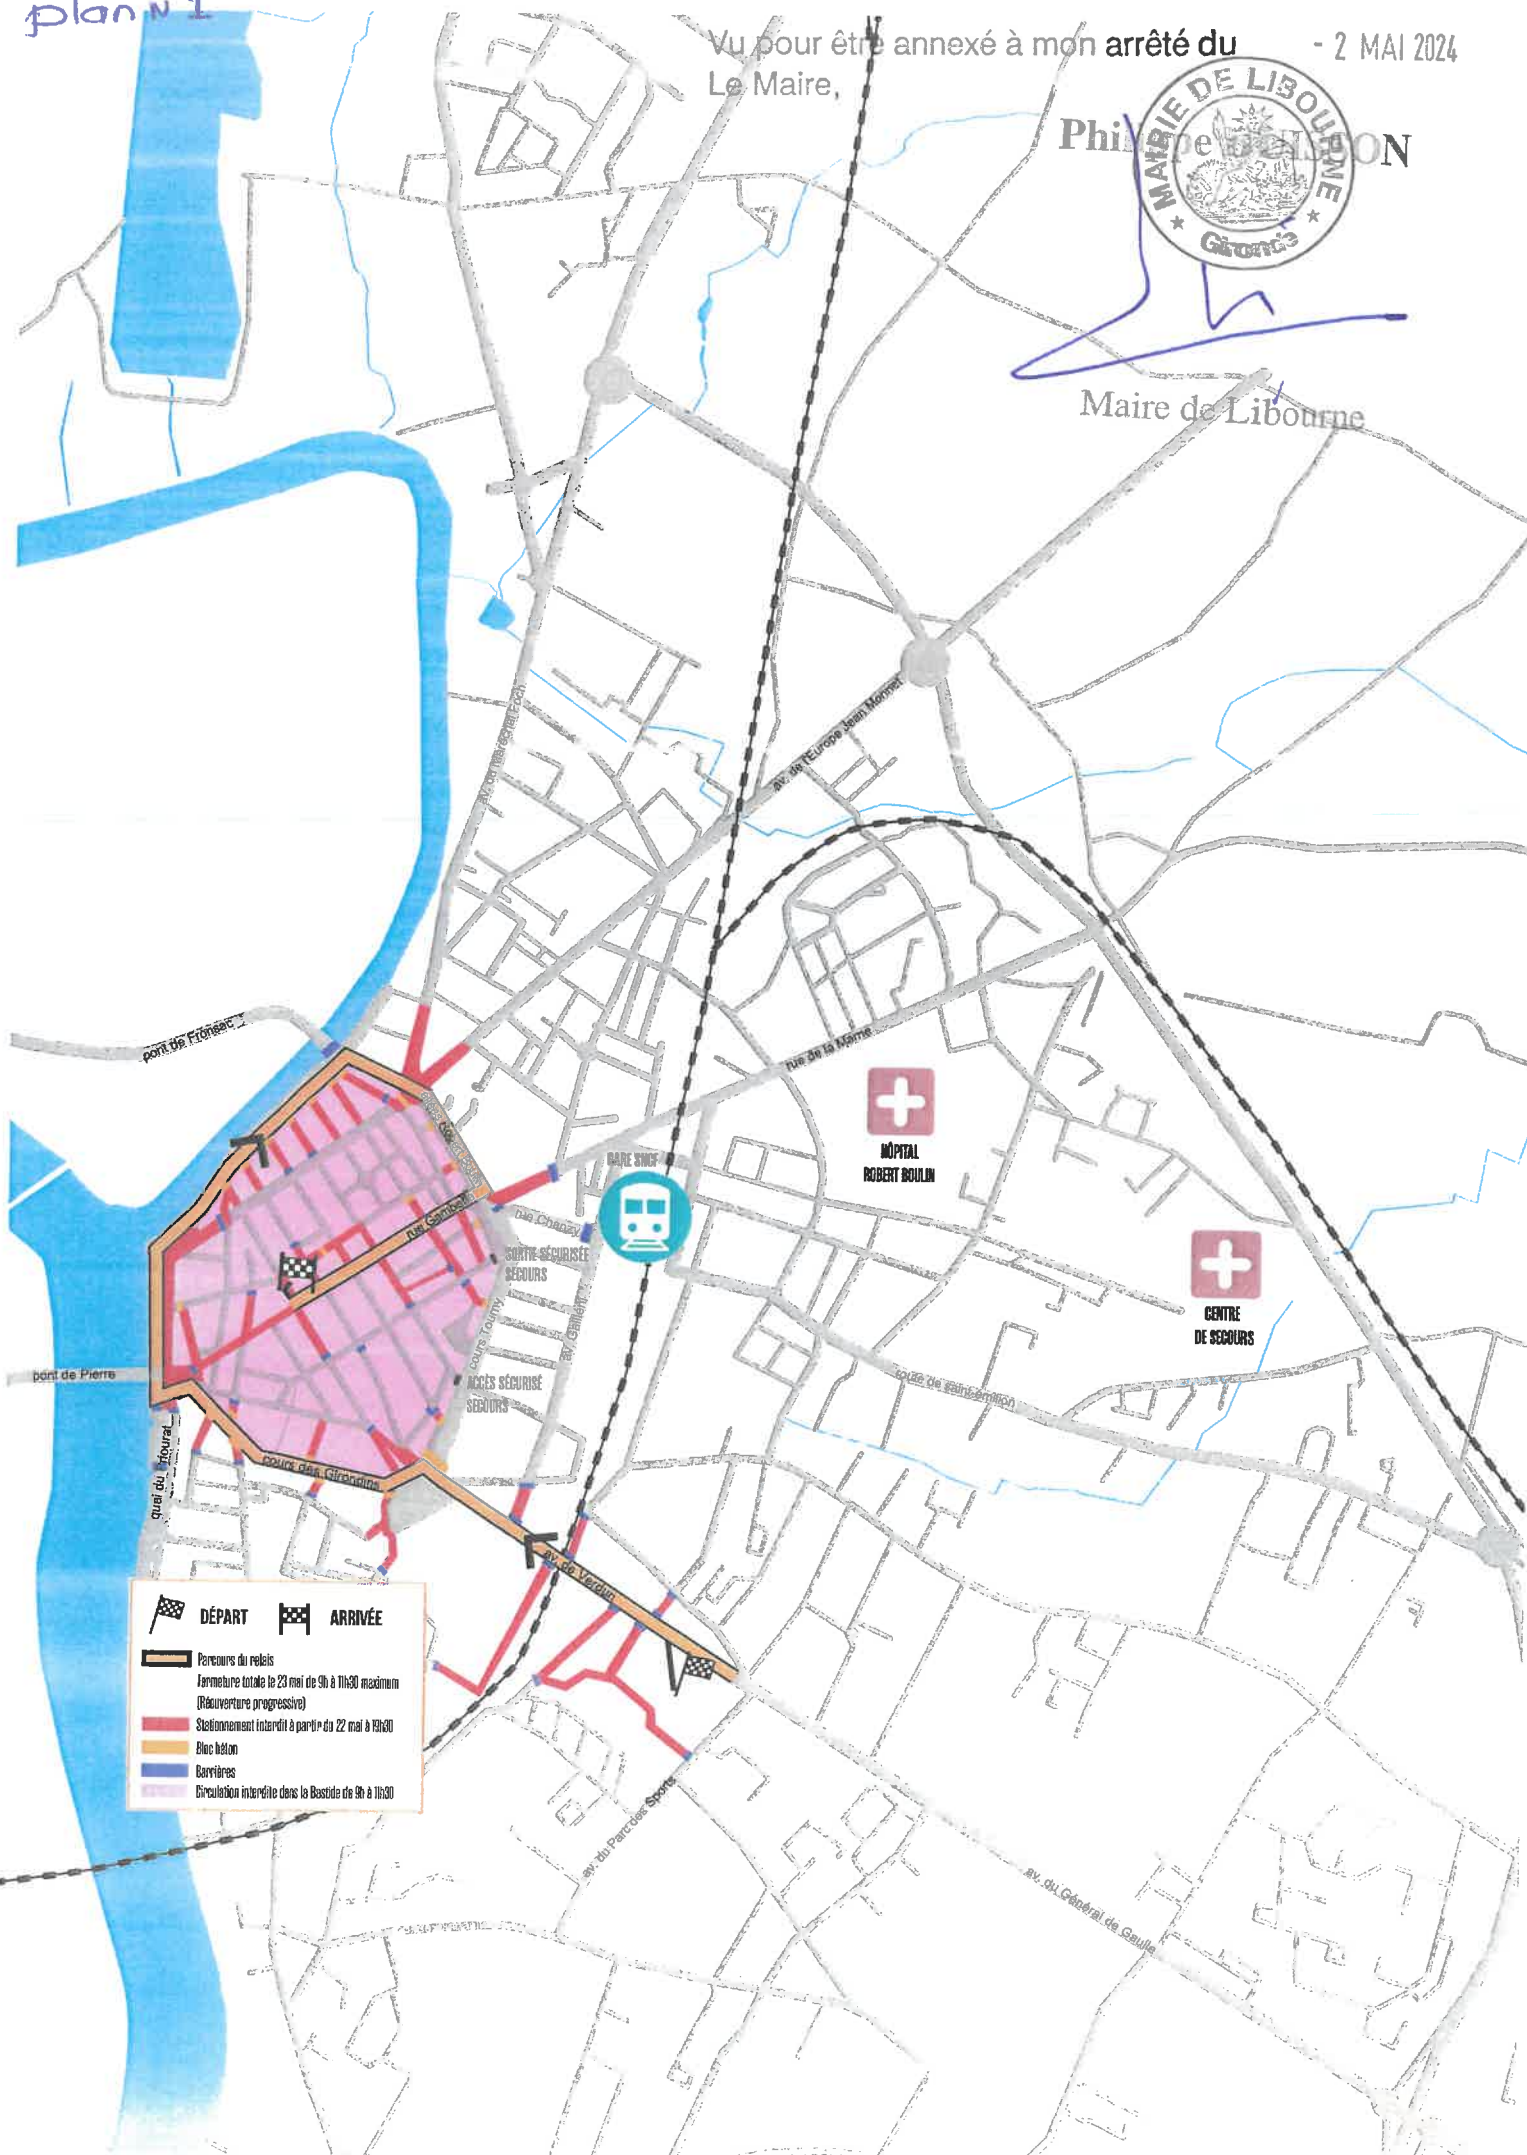 plan N 1
Vu pour être annexé à mon arrêté du - 2 MAI 2024
Le Maire,
MAIRIE DE LIBOURNE
Gironde
Maire de Libourne
av. du Maréchal Foch
av. de l'Europe Jean Monnet
pont de Fronsac
rue de la Marne
HÔPITAL
ROBERT BOULIN
GARE SNCF
rue Gambetta
rue Chanzy
SORTIE SÉCURISÉE
SECOURS
CENTRE
DE SECOURS
cours Tourny
av. Gallieni
pont de Pierre
ACCÈS SÉCURISÉ
SECOURS
route de saint-émilion
quai du Priourat
cours des Girondins
av. de Verdun
DÉPART
ARRIVÉE
Parcours du relais
Fermeture totale le 23 mai de 9h à 11h30 maximum
(Réouverture progressive)
Stationnement interdit à partir du 22 mai à 19h30
Bloc béton
Barrières
Circulation interdite dans la Bastide de 9h à 11h30
av. du Parc des Sports
av. du Général de Gaulle